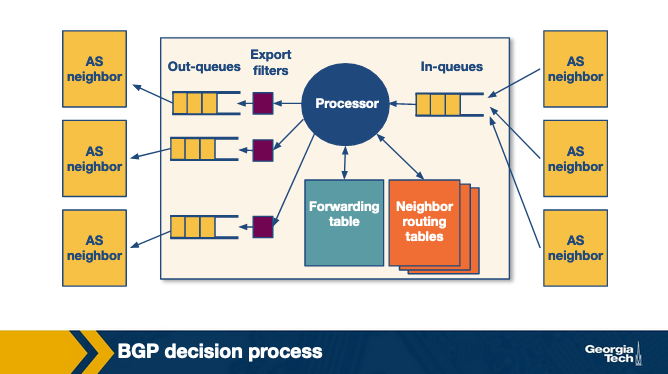 AS
neighbor
AS
neighbor
AS
neighbor
Out-queues
Export
filters
In-queues
Processor
Forwarding
table
Neighbor
routing
tables
AS
neighbor
AS
neighbor
AS
neighbor
BGP decision process
Georgia
Tech